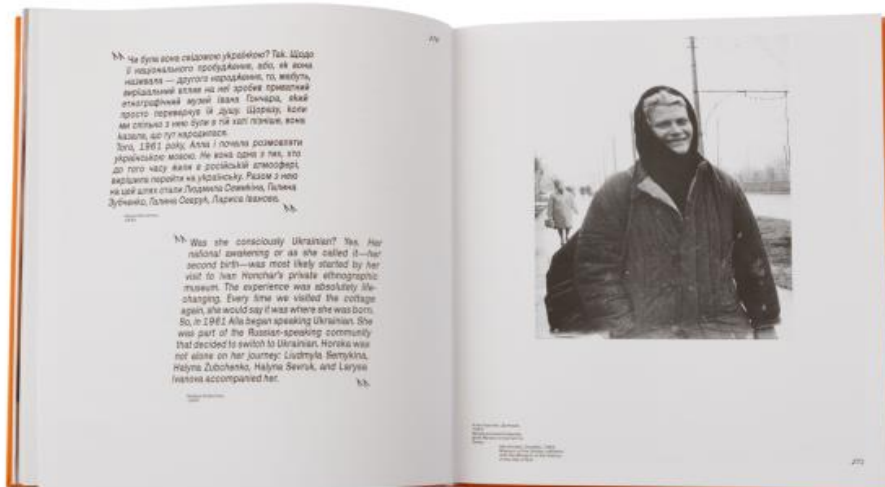 Чи була вона свідомою українкою? Так. Щодо
її національного пробудження, або, як вона
називала — другого народження, то, мабуть,
вирішальний вплив на неї зробив приватний
етнографічний музей Івана Гончара, який
просто перевернув їй душу. Щоразу, коли
ми спільно з нею були в тій хаті пізніше, вона
казала, що тут народилася.
Того, 1961 року, Алла і почала розмовляти
українською мовою. Не вона одна з тих, хто
до того часу жили в російській атмосфері,
вирішила перейти на українську. Разом з нею
на цей шлях стали Людмила Семикіна, Галина
Зубченко, Галина Севрук, Лариса Іванова.
Was she consciously Ukrainian? Yes. Her
national awakening or as she called it—her
second birth—was most likely started by her
visit to Ivan Honchar's private ethnographic
museum. The experience was absolutely life-
changing. Every time we visited the cottage
again, she would say it was where she was born.
So, in 1961 Alla began speaking Ukrainian. She
was part of the Russian-speaking community
that decided to switch to Ukrainian. Horska was
not alone on her journey: Liudmyla Semykina,
Halyna Zubchenko, Halyna Sevruk, and Larysa
Ivanova accompanied her.